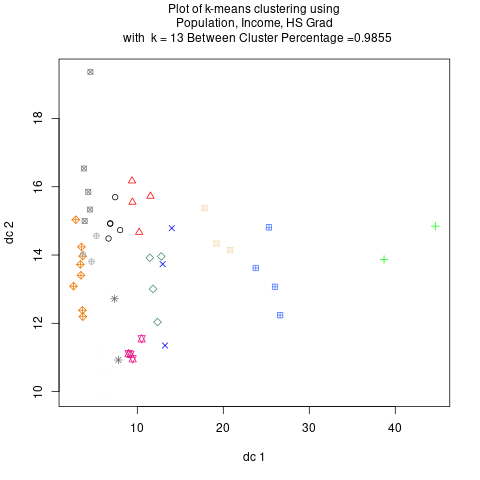 Plot of k-means clustering using
Population, Income, HS Grad
with k = 13 Between Cluster Percentage =0.9855
18
16
14
12
10
dc 2
10 20 30 40
dc 1